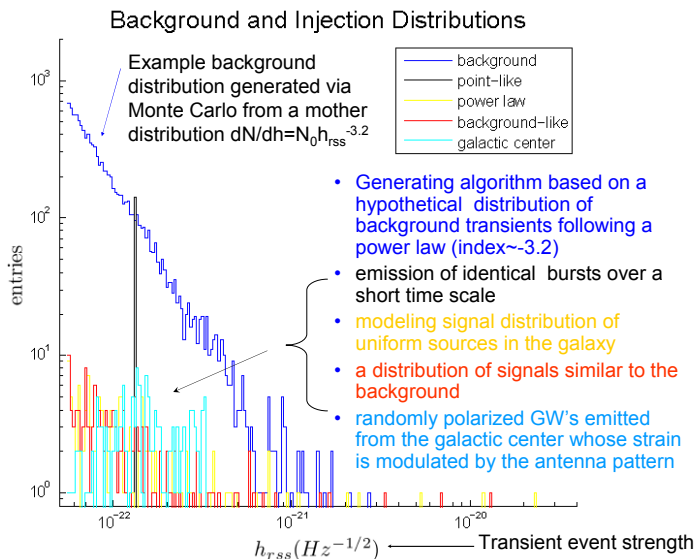 Background and Injection Distributions
Example background
distribution generated via
Monte Carlo from a mother
distribution dN/dh=N₀hrss⁻³·²
background
point-like
power law
background-like
galactic center
• Generating algorithm based on a
hypothetical distribution of
background transients following a
power law (index~-3.2)
• emission of identical bursts over a
short time scale
• modeling signal distribution of
uniform sources in the galaxy
• a distribution of signals similar to the
background
• randomly polarized GW's emitted
from the galactic center whose strain
is modulated by the antenna pattern
entries
10³
10²
10¹
10⁰
10⁻²²
10⁻²¹
10⁻²⁰
hrss(Hz⁻¹/²)
Transient event strength